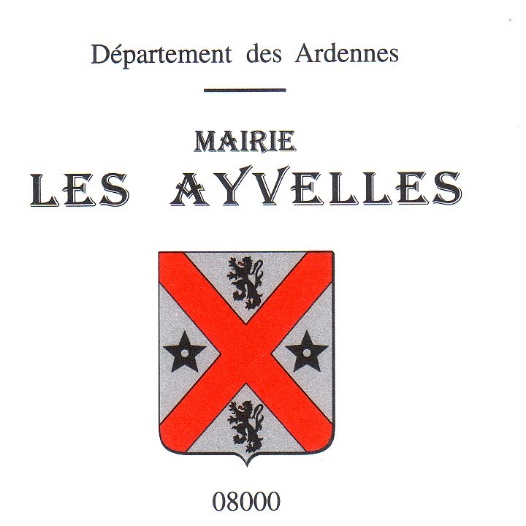 Département des Ardennes
MAIRIE
LES AYVELLES
08000